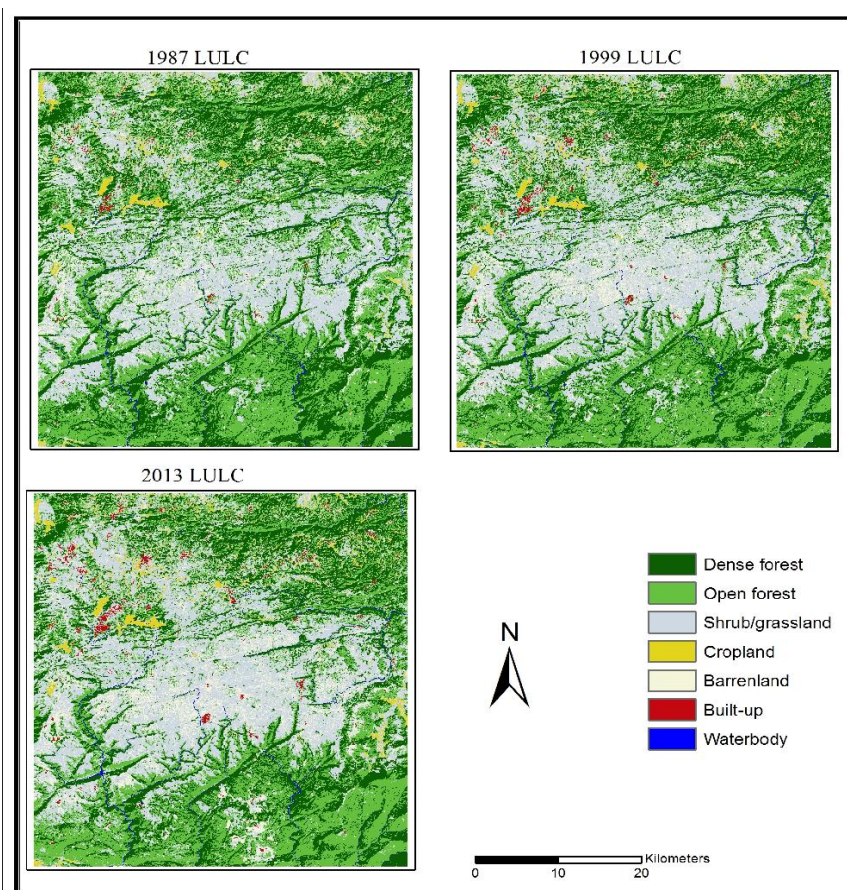 1987 LULC
1999 LULC
2013 LULC
Dense forest
Open forest
Shrub/grassland
Cropland
Barrenland
Built-up
Waterbody
N
Kilometers
0 10 20